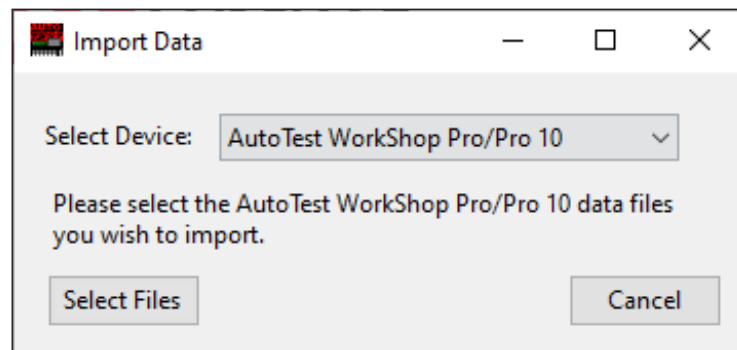 Import Data
Select Device: AutoTest WorkShop Pro/Pro 10
Please select the AutoTest WorkShop Pro/Pro 10 data files
you wish to import.
Select Files Cancel